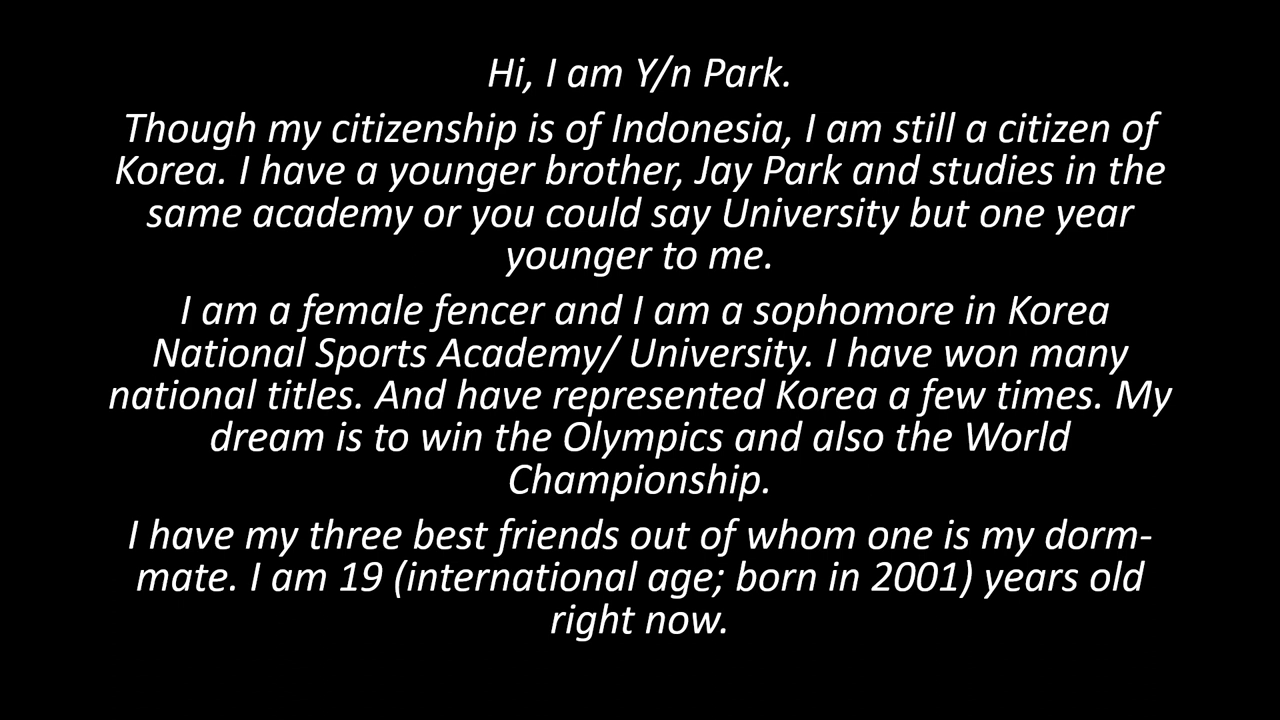 Hi, I am Y/n Park.
Though my citizenship is of Indonesia, I am still a citizen of
Korea. I have a younger brother, Jay Park and studies in the
same academy or you could say University but one year
younger to me.
I am a female fencer and I am a sophomore in Korea
National Sports Academy/ University. I have won many
national titles. And have represented Korea a few times. My
dream is to win the Olympics and also the World
Championship.
I have my three best friends out of whom one is my dorm-
mate. I am 19 (international age; born in 2001) years old
right now.